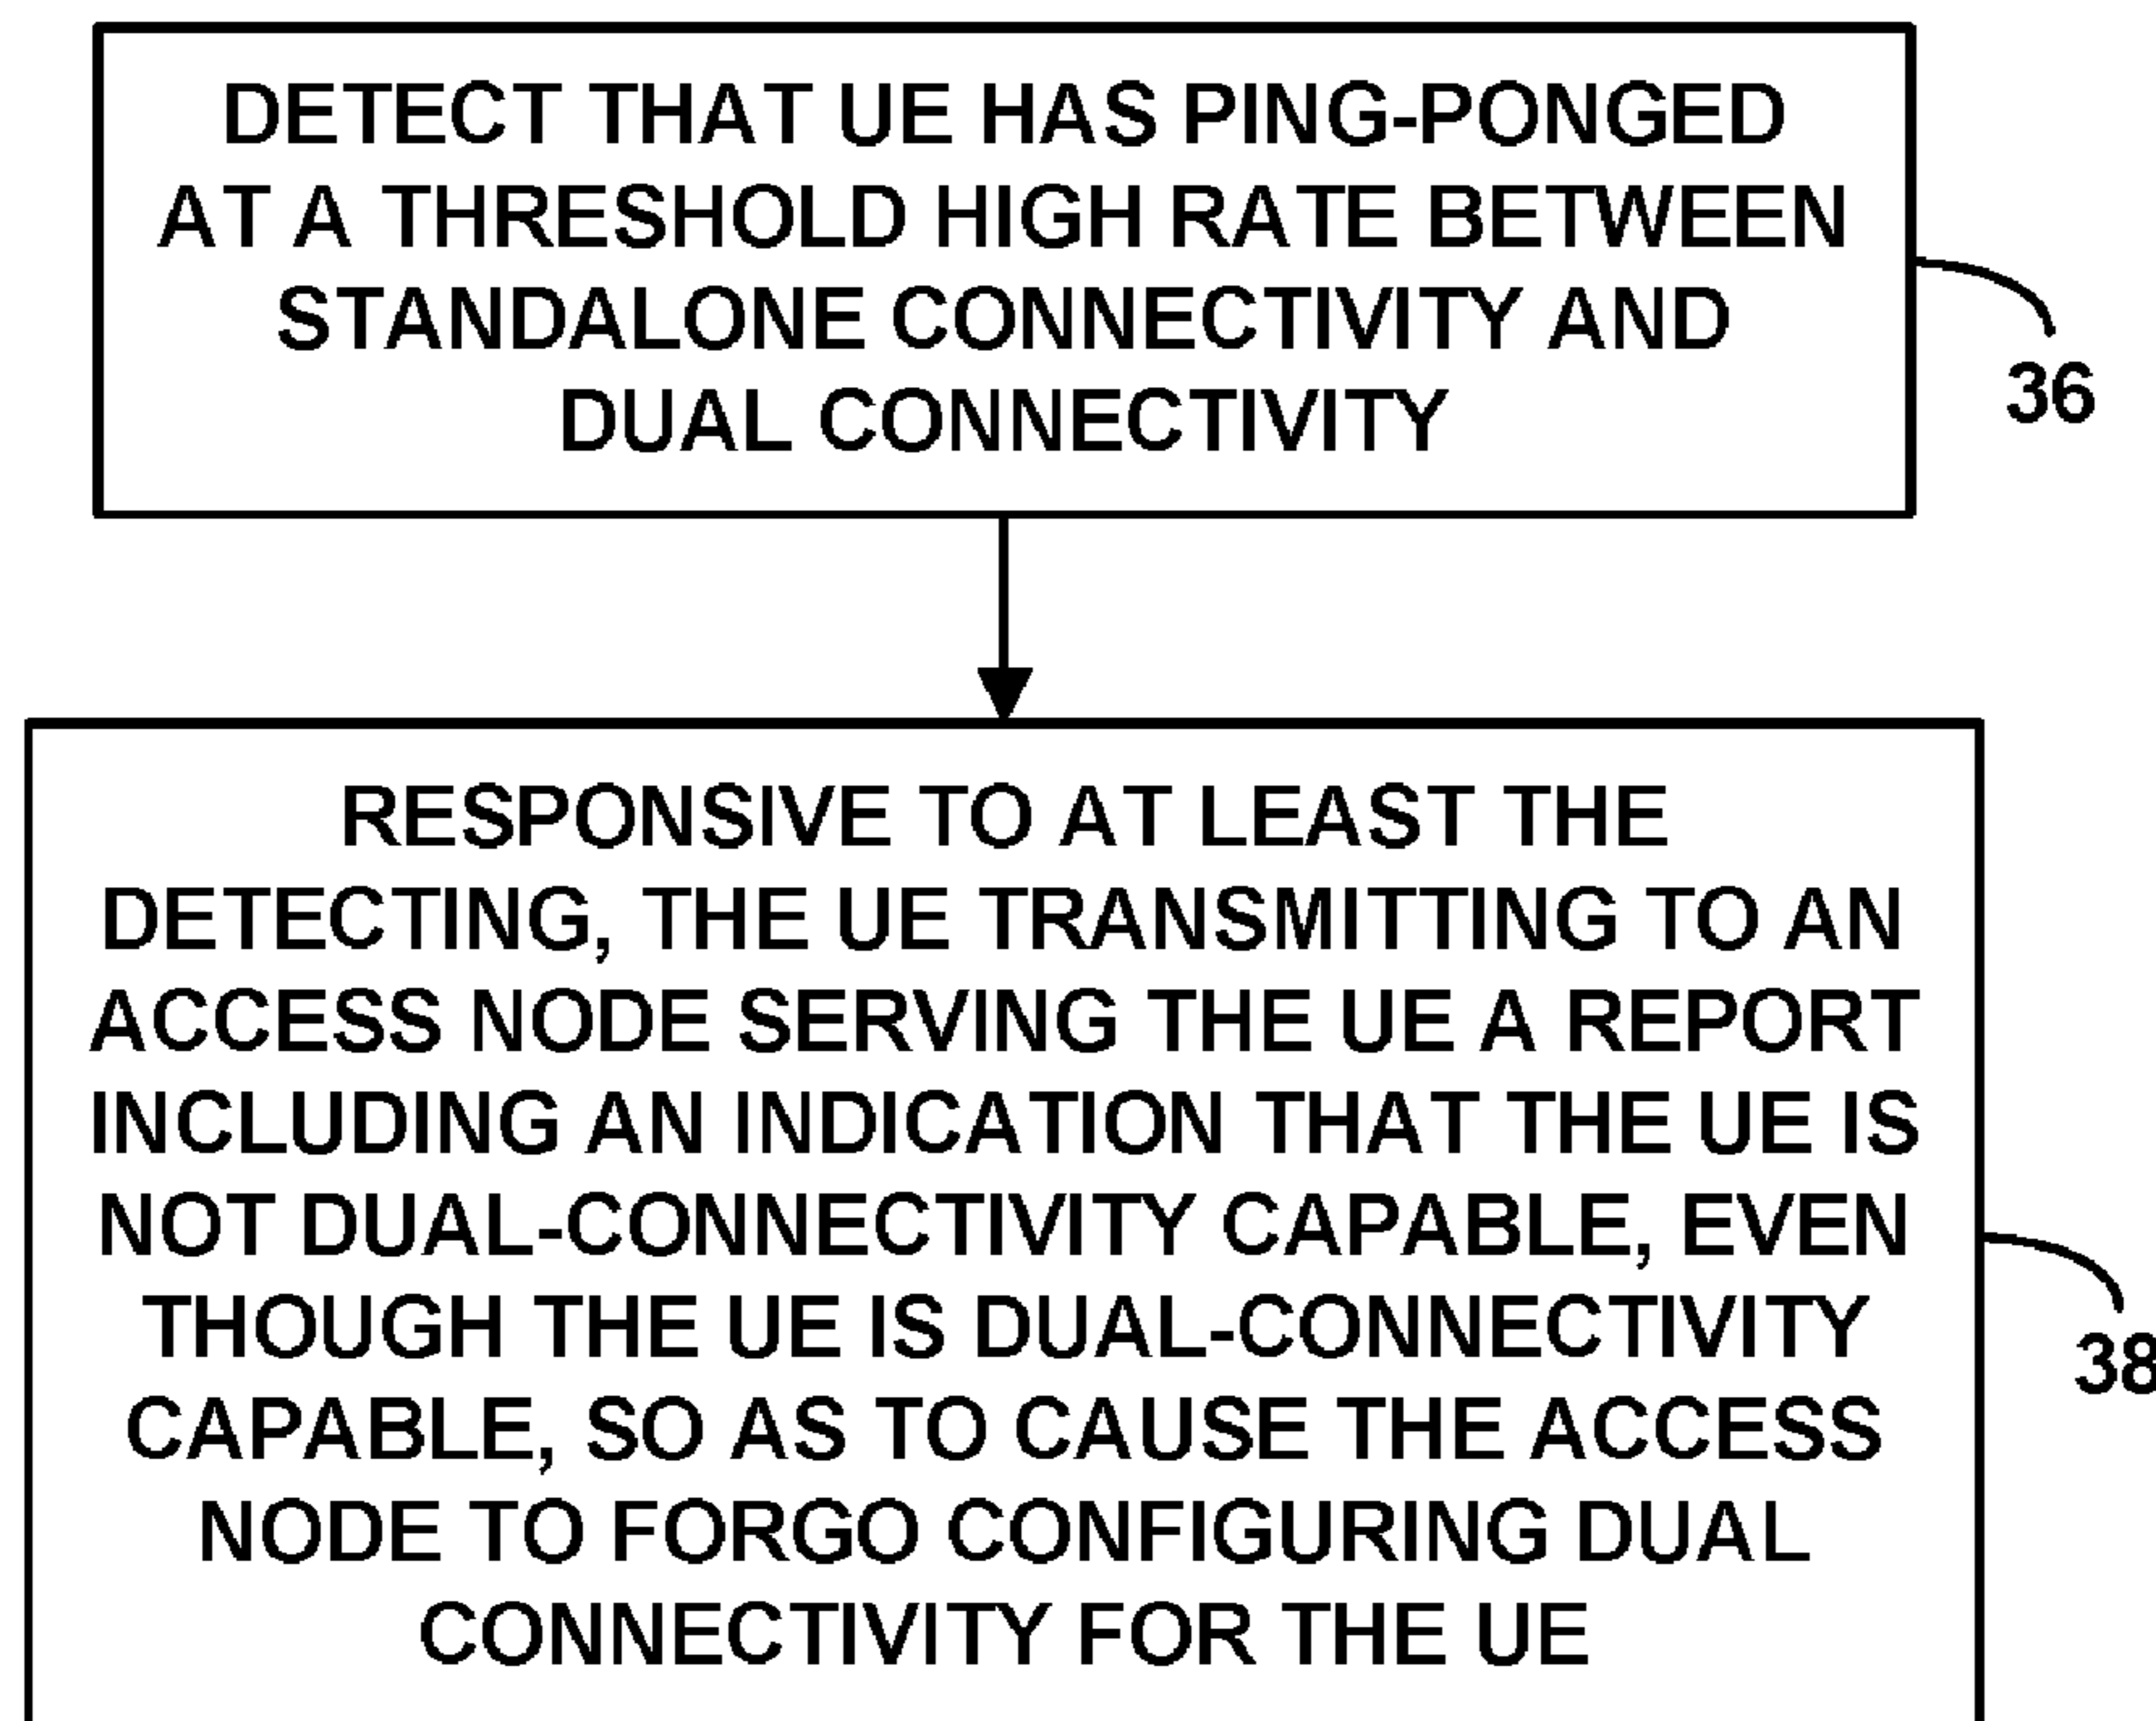 DETECT THAT UE HAS PING-PONGED
AT A THRESHOLD HIGH RATE BETWEEN
STANDALONE CONNECTIVITY AND
DUAL CONNECTIVITY
36
RESPONSIVE TO AT LEAST THE
DETECTING, THE UE TRANSMITTING TO AN
ACCESS NODE SERVING THE UE A REPORT
INCLUDING AN INDICATION THAT THE UE IS
NOT DUAL-CONNECTIVITY CAPABLE, EVEN
THOUGH THE UE IS DUAL-CONNECTIVITY
CAPABLE, SO AS TO CAUSE THE ACCESS
NODE TO FORGO CONFIGURING DUAL
CONNECTIVITY FOR THE UE
38